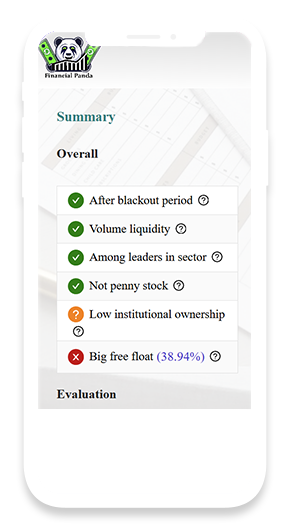 Financial Panda
Summary
Overall
After blackout period
Volume liquidity
Among leaders in sector
Not penny stock
Low institutional ownership
Big free float (38.94%)
Evaluation